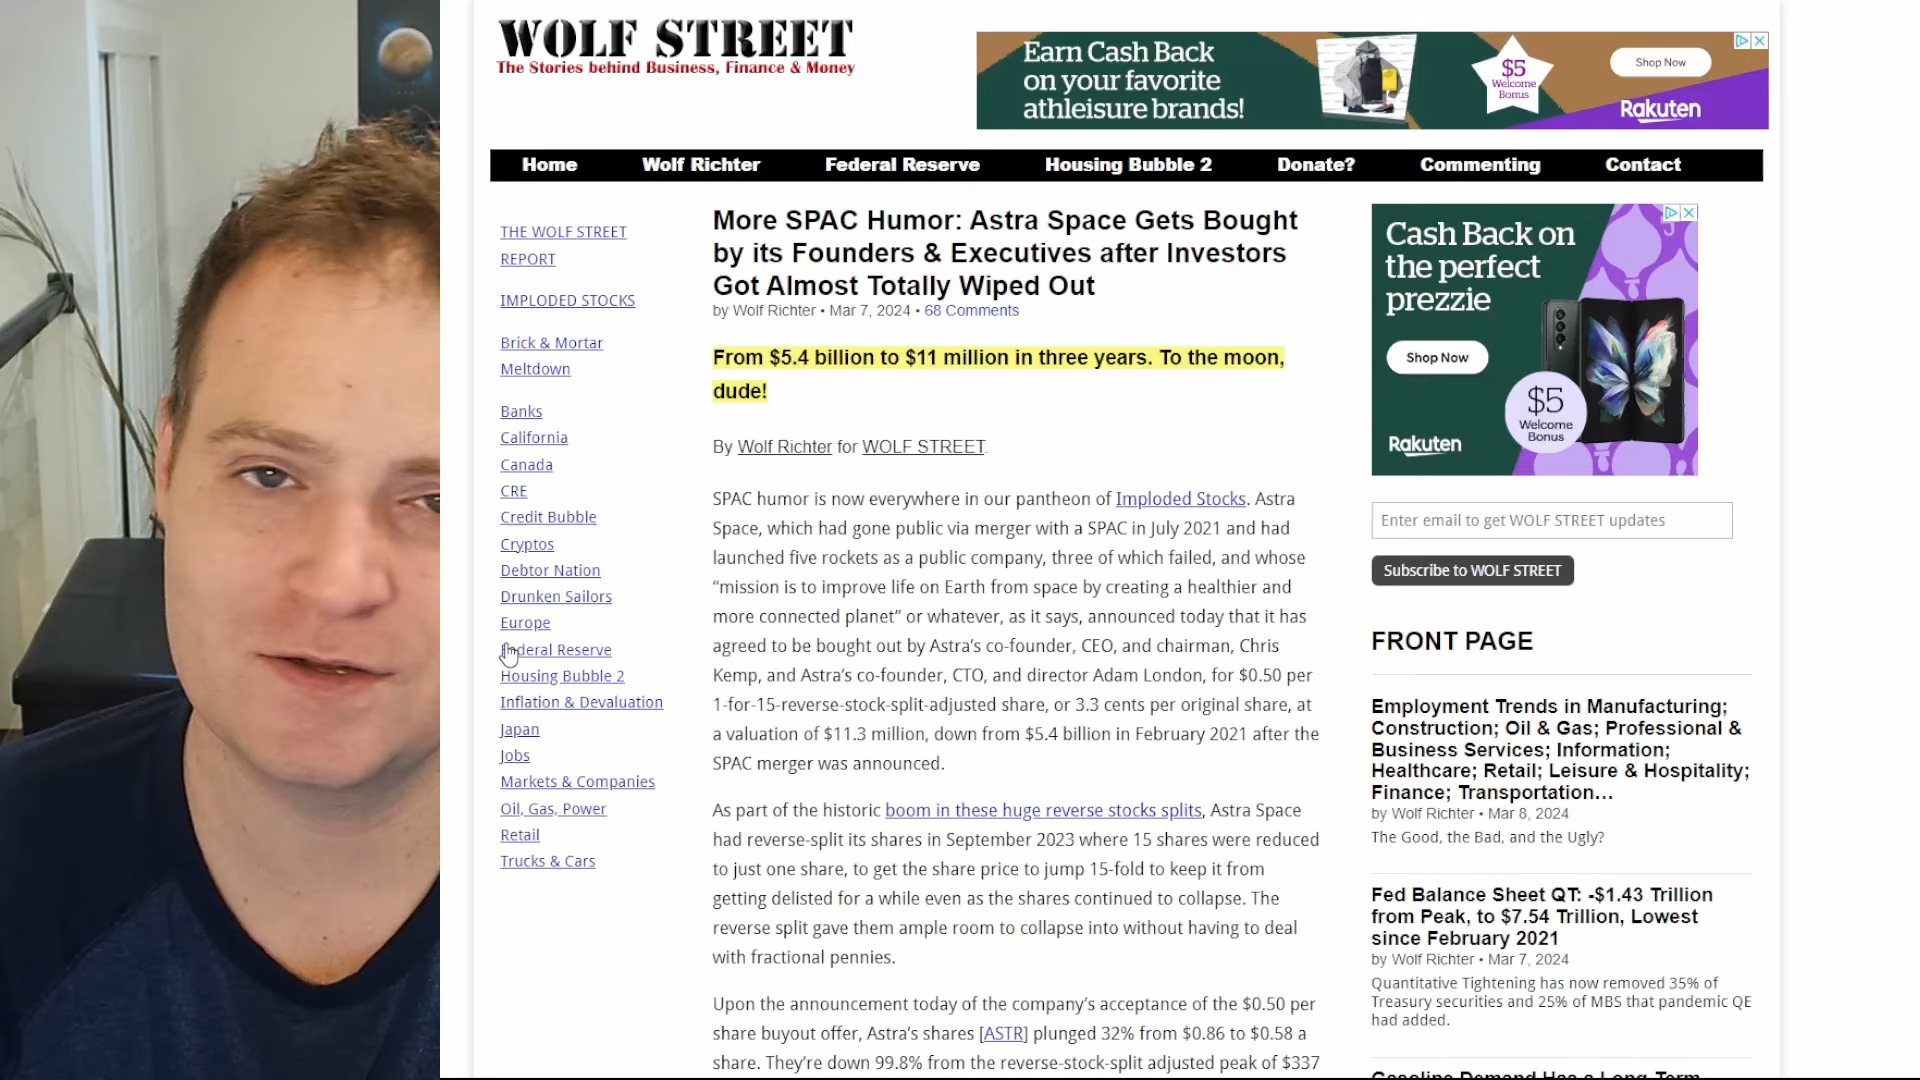 WOLF STREET
The Stories behind Business, Finance & Money
Earn Cash Back
on your favorite
athleisure brands!
$5
Welcome
Bonus
Shop Now
Rakuten
Home Wolf Richter Federal Reserve Housing Bubble 2 Donate? Commenting Contact
THE WOLF STREET
REPORT
IMPLODED STOCKS
Brick & Mortar
Meltdown
Banks
California
Canada
CRE
Credit Bubble
Cryptos
Debtor Nation
Drunken Sailors
Europe
Federal Reserve
Housing Bubble 2
Inflation & Devaluation
Japan
Jobs
Markets & Companies
Oil, Gas, Power
Retail
Trucks & Cars
More SPAC Humor: Astra Space Gets Bought
by its Founders & Executives after Investors
Got Almost Totally Wiped Out
by Wolf Richter • Mar 7, 2024 • 68 Comments
From $5.4 billion to $11 million in three years. To the moon,
dude!
By Wolf Richter for WOLF STREET.
SPAC humor is now everywhere in our pantheon of Imploded Stocks. Astra
Space, which had gone public via merger with a SPAC in July 2021 and had
launched five rockets as a public company, three of which failed, and whose
“mission is to improve life on Earth from space by creating a healthier and
more connected planet” or whatever, as it says, announced today that it has
agreed to be bought out by Astra’s co-founder, CEO, and chairman, Chris
Kemp, and Astra’s co-founder, CTO, and director Adam London, for $0.50 per
1-for-15-reverse-stock-split-adjusted share, or 3.3 cents per original share, at
a valuation of $11.3 million, down from $5.4 billion in February 2021 after the
SPAC merger was announced.
As part of the historic boom in these huge reverse stocks splits, Astra Space
had reverse-split its shares in September 2023 where 15 shares were reduced
to just one share, to get the share price to jump 15-fold to keep it from
getting delisted for a while even as the shares continued to collapse. The
reverse split gave them ample room to collapse into without having to deal
with fractional pennies.
Upon the announcement today of the company’s acceptance of the $0.50 per
share buyout offer, Astra’s shares [ASTR] plunged 32% from $0.86 to $0.58 a
share. They’re down 99.8% from the reverse-stock-split adjusted peak of $337
Cash Back on
the perfect
prezzie
Shop Now
$5
Welcome
Bonus
Rakuten
Enter email to get WOLF STREET updates
Subscribe to WOLF STREET
FRONT PAGE
Employment Trends in Manufacturing;
Construction; Oil & Gas; Professional &
Business Services; Information;
Healthcare; Retail; Leisure & Hospitality;
Finance; Transportation…
by Wolf Richter • Mar 8, 2024
The Good, the Bad, and the Ugly?
Fed Balance Sheet QT: -$1.43 Trillion
from Peak, to $7.54 Trillion, Lowest
since February 2021
by Wolf Richter • Mar 7, 2024
Quantitative Tightening has now removed 35% of
Treasury securities and 25% of MBS that pandemic QE
had added.
Gasoline Demand Has a Long-Term